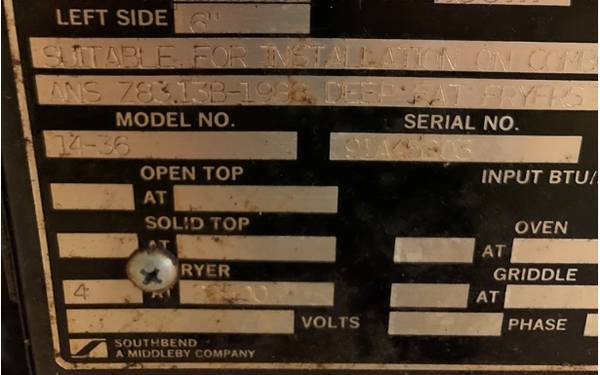 LEFT SIDE 6"
SUITABLE FOR INSTALLATION ON COMB
ANS Z83.13B-1998 DEEP FAT FRYERS
MODEL NO. SERIAL NO.
14-36
OPEN TOP INPUT BTU/
AT
SOLID TOP OVEN
AT AT
RYER GRIDDLE
4 AT AT
VOLTS PHASE
SOUTHBEND
A MIDDLEBY COMPANY